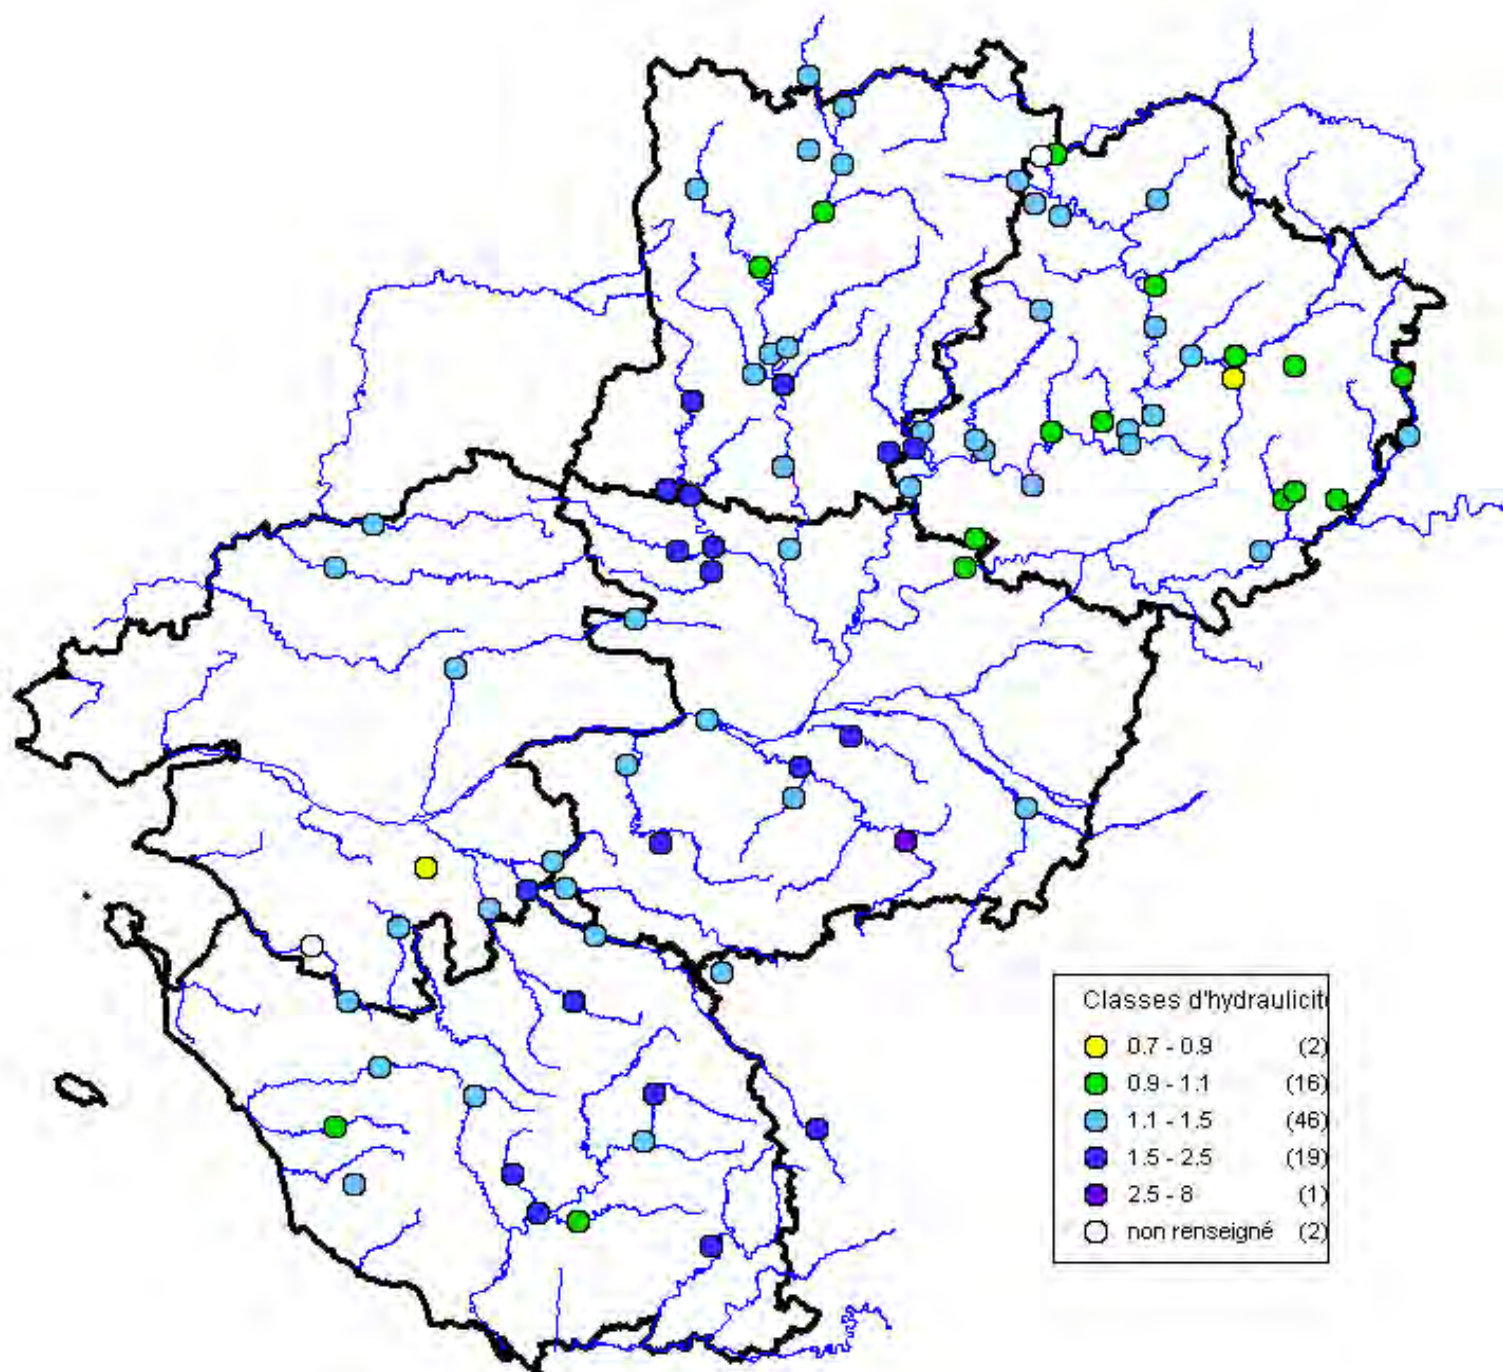 Classes d'hydraulicit
0.7 - 0.9 (2)
0.9 - 1.1 (16)
1.1 - 1.5 (46)
1.5 - 2.5 (19)
2.5 - 8 (1)
non renseigné (2)